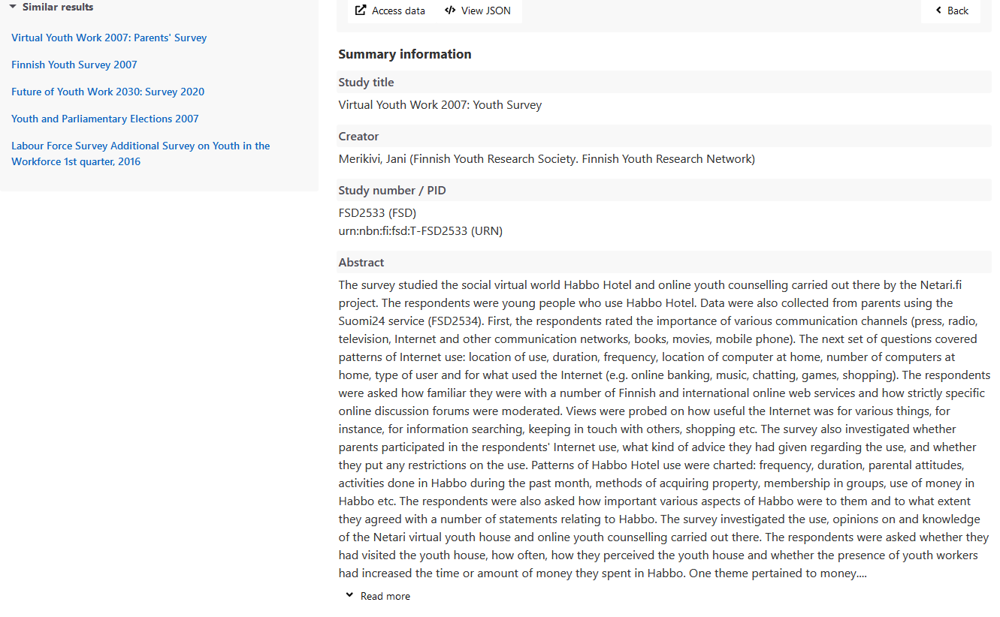 Similar results
Virtual Youth Work 2007: Parents' Survey
Finnish Youth Survey 2007
Future of Youth Work 2030: Survey 2020
Youth and Parliamentary Elections 2007
Labour Force Survey Additional Survey on Youth in the
Workforce 1st quarter, 2016
Access data
View JSON
Back
Summary information
Study title
Virtual Youth Work 2007: Youth Survey
Creator
Merikivi, Jani (Finnish Youth Research Society. Finnish Youth Research Network)
Study number / PID
FSD2533 (FSD)
urn:nbn:fi:fsd:T-FSD2533 (URN)
Abstract
The survey studied the social virtual world Habbo Hotel and online youth counselling carried out there by the Netari.fi
project. The respondents were young people who use Habbo Hotel. Data were also collected from parents using the
Suomi24 service (FSD2534). First, the respondents rated the importance of various communication channels (press, radio,
television, Internet and other communication networks, books, movies, mobile phone). The next set of questions covered
patterns of Internet use: location of use, duration, frequency, location of computer at home, number of computers at
home, type of user and for what used the Internet (e.g. online banking, music, chatting, games, shopping). The respondents
were asked how familiar they were with a number of Finnish and international online web services and how strictly specific
online discussion forums were moderated. Views were probed on how useful the Internet was for various things, for
instance, for information searching, keeping in touch with others, shopping etc. The survey also investigated whether
parents participated in the respondents' Internet use, what kind of advice they had given regarding the use, and whether
they put any restrictions on the use. Patterns of Habbo Hotel use were charted: frequency, duration, parental attitudes,
activities done in Habbo during the past month, methods of acquiring property, membership in groups, use of money in
Habbo etc. The respondents were also asked how important various aspects of Habbo were to them and to what extent
they agreed with a number of statements relating to Habbo. The survey investigated the use, opinions on and knowledge
of the Netari virtual youth house and online youth counselling carried out there. The respondents were asked whether they
had visited the youth house, how often, how they perceived the youth house and whether the presence of youth workers
had increased the time or amount of money they spent in Habbo. One theme pertained to money....
Read more